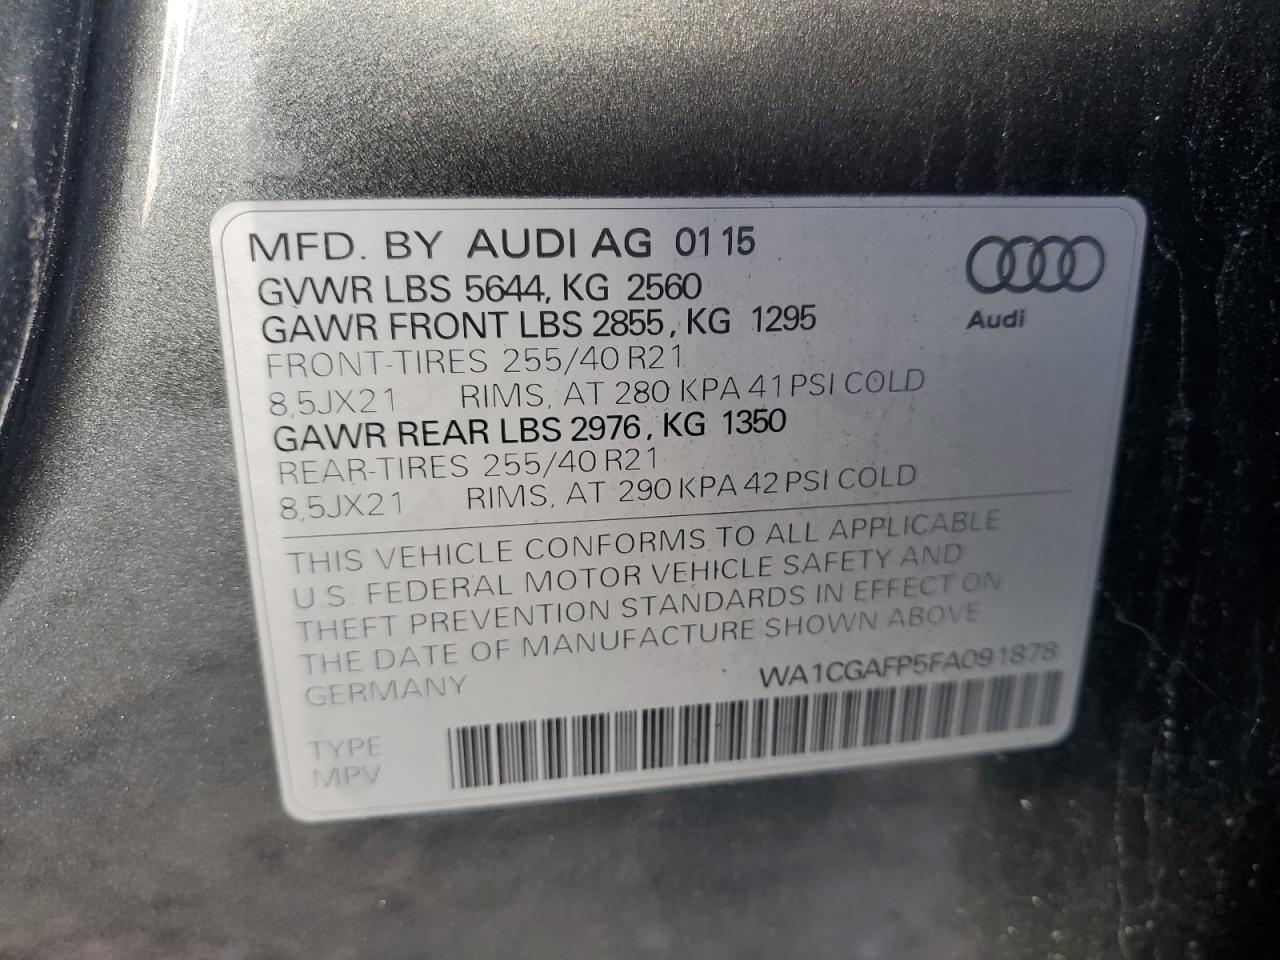 MFD. BY AUDI AG 01 15
GVWR LBS 5644, KG 2560
GAWR FRONT LBS 2855, KG 1295
FRONT-TIRES 255/40 R21
8,5JX21 RIMS, AT 280 KPA 41 PSI COLD
GAWR REAR LBS 2976, KG 1350
REAR-TIRES 255/40 R21
8,5JX21 RIMS, AT 290 KPA 42 PSI COLD
Audi
THIS VEHICLE CONFORMS TO ALL APPLICABLE
U.S. FEDERAL MOTOR VEHICLE SAFETY AND
THEFT PREVENTION STANDARDS IN EFFECT ON
THE DATE OF MANUFACTURE SHOWN ABOVE
GERMANY WA1CGAFP5FA091878
TYPE
MPV